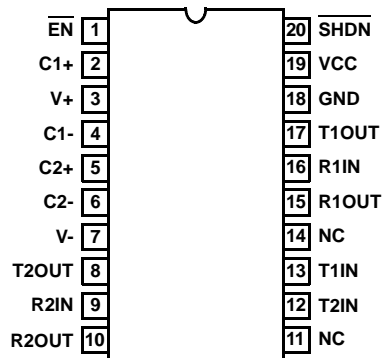 EN 1 20 SHDN
C1+ 2 19 VCC
V+ 3 18 GND
C1- 4 17 T1OUT
C2+ 5 16 R1IN
C2- 6 15 R1OUT
V- 7 14 NC
T2OUT 8 13 T1IN
R2IN 9 12 T2IN
R2OUT 10 11 NC